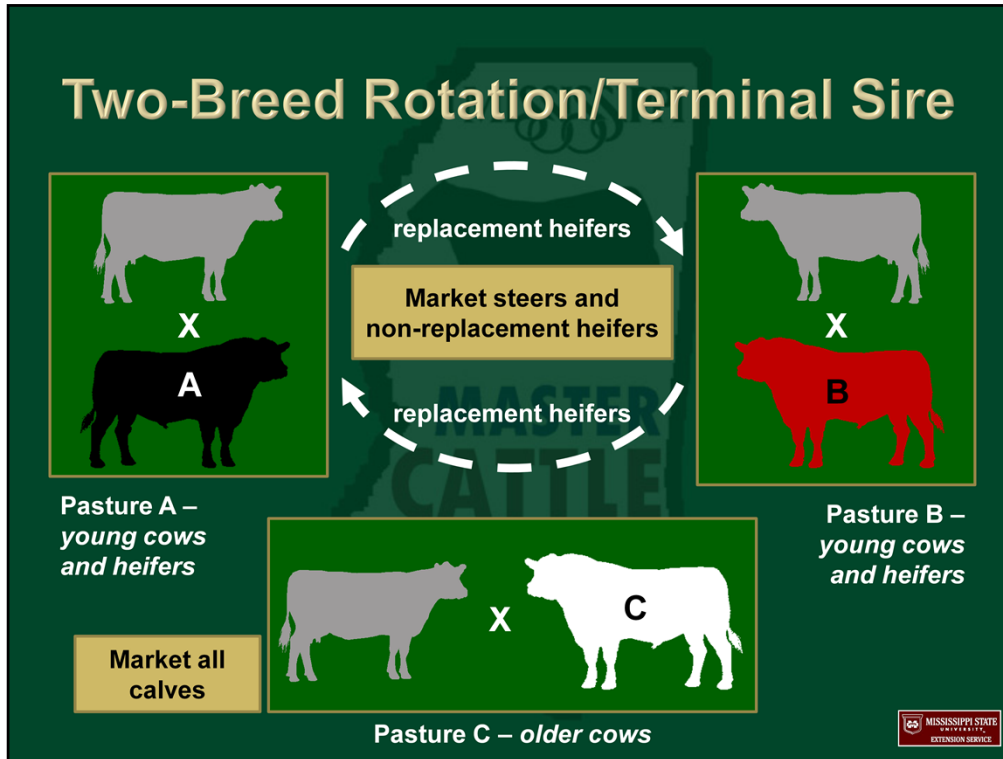 Two-Breed Rotation/Terminal Sire
replacement heifers
X
A
Market steers and
non-replacement heifers
X
B
replacement heifers
MASTER
CATTLE
Pasture A –
young cows
and heifers
Pasture B –
young cows
and heifers
X
C
Market all
calves
Pasture C – older cows
MISSISSIPPI STATE
UNIVERSITY™
EXTENSION SERVICE